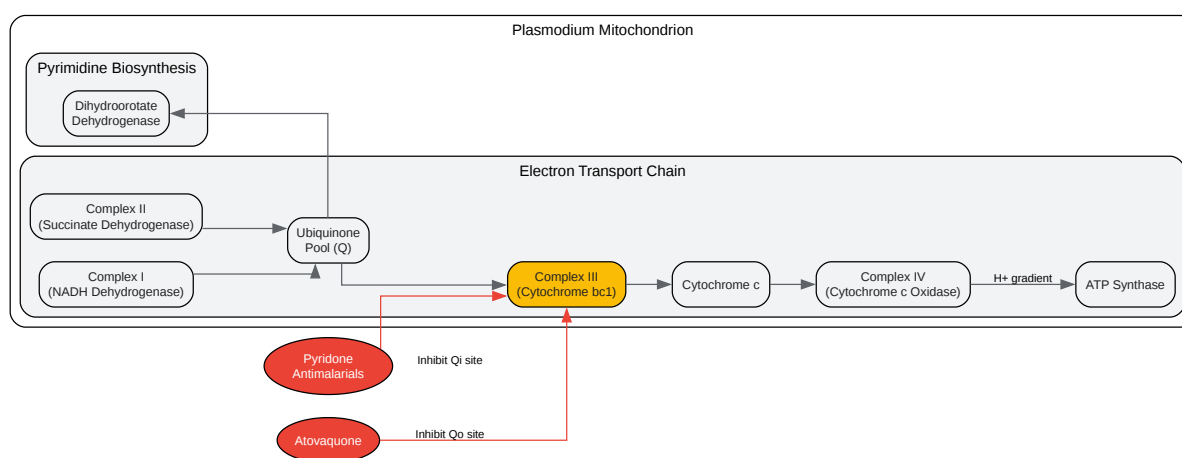 Plasmodium Mitochondrion
Pyrimidine Biosynthesis
Dihydroorotate
Dehydrogenase
Electron Transport Chain
Complex II
(Succinate Dehydrogenase)
Ubiquinone
Pool (Q)
Complex I
(NADH Dehydrogenase)
Complex III
(Cytochrome bc1)
Cytochrome c
Complex IV
(Cytochrome c Oxidase)
H+ gradient
ATP Synthase
Pyridone
Antimalarials
Inhibit Qi site
Atovaquone
Inhibit Qo site